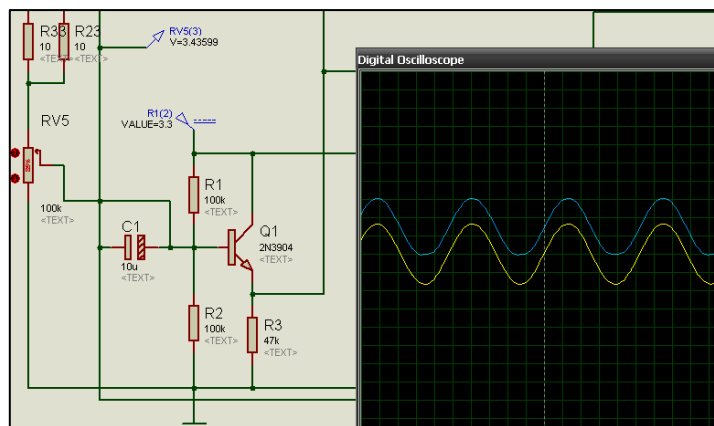 R33 R23
10 10
<TEXT> <TEXT>
RV5(3)
V=3.43599
Digital Oscilloscope
R1(2)
VALUE=3.3
RV5
100k
<TEXT>
R1
100k
<TEXT>
C1
10u
<TEXT>
Q1
2N3904
<TEXT>
R2
100k
<TEXT>
R3
47k
<TEXT>